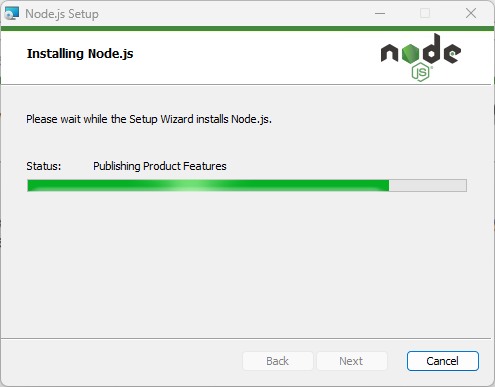 Node.js Setup
Installing Node.js
node
JS
Please wait while the Setup Wizard installs Node.js.
Status: Publishing Product Features
Back Next Cancel